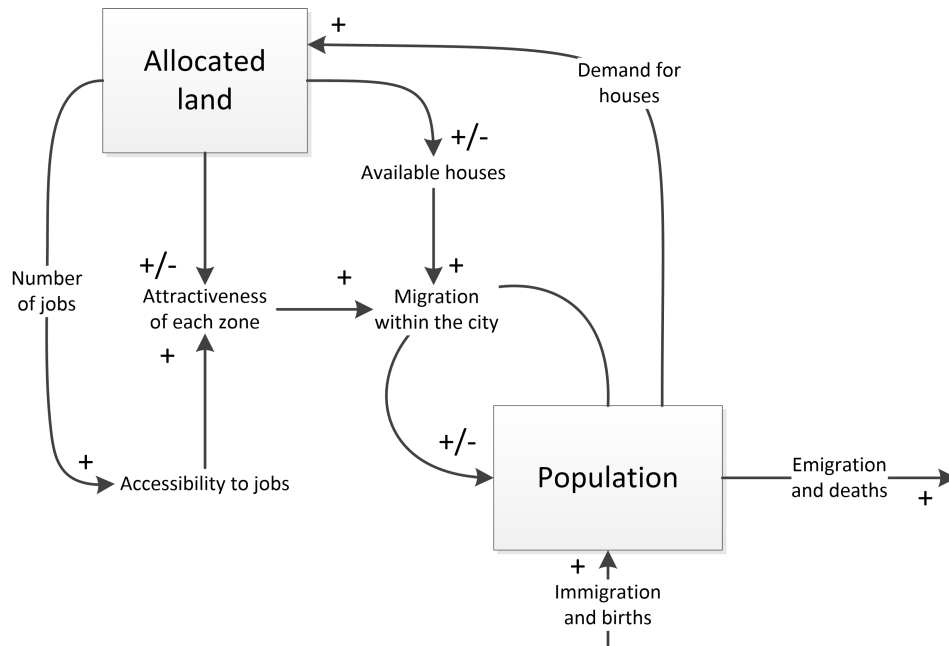 +
Allocated
land
Demand for
houses
+/-
Available houses
Number
of jobs
+/-
Attractiveness
of each zone
+
+
+
Migration
within the city
+
Accessibility to jobs
+/-
Population
Emigration
and deaths
+
+
Immigration
and births